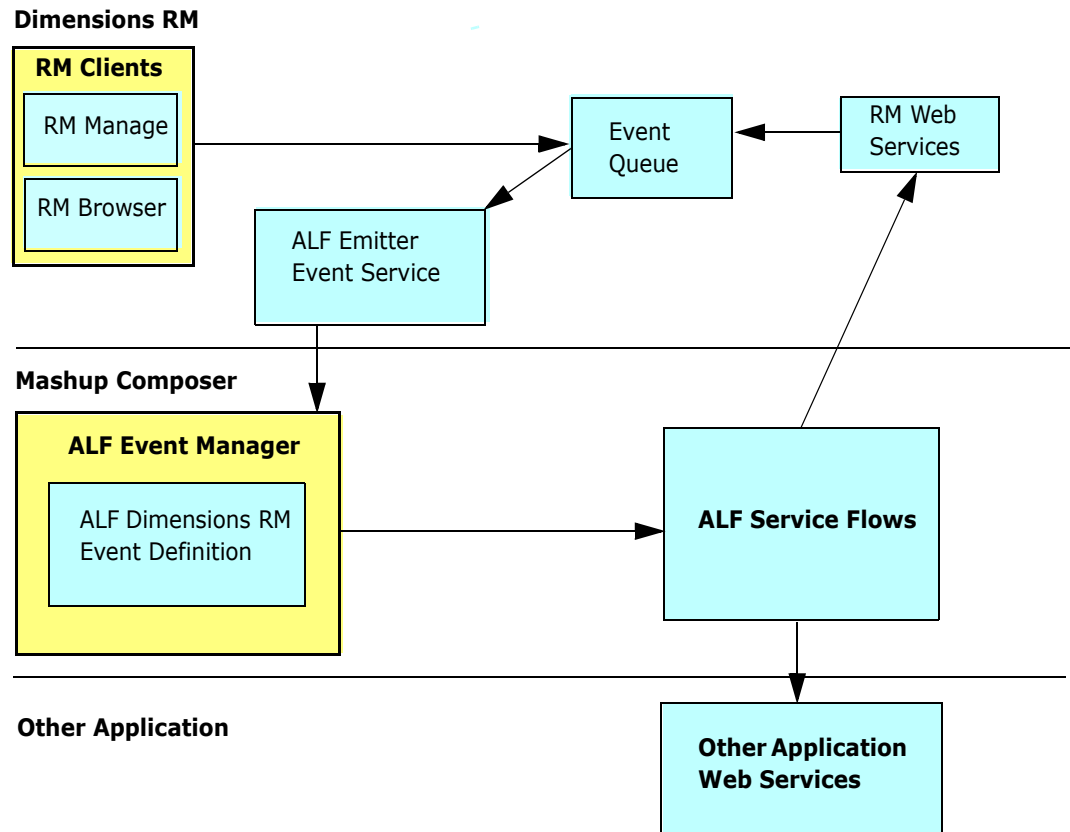 Dimensions RM
RM Clients
RM Manage
RM Browser
Event
Queue
RM Web
Services
ALF Emitter
Event Service
Mashup Composer
ALF Event Manager
ALF Dimensions RM
Event Definition
ALF Service Flows
Other Application
Other Application
Web Services